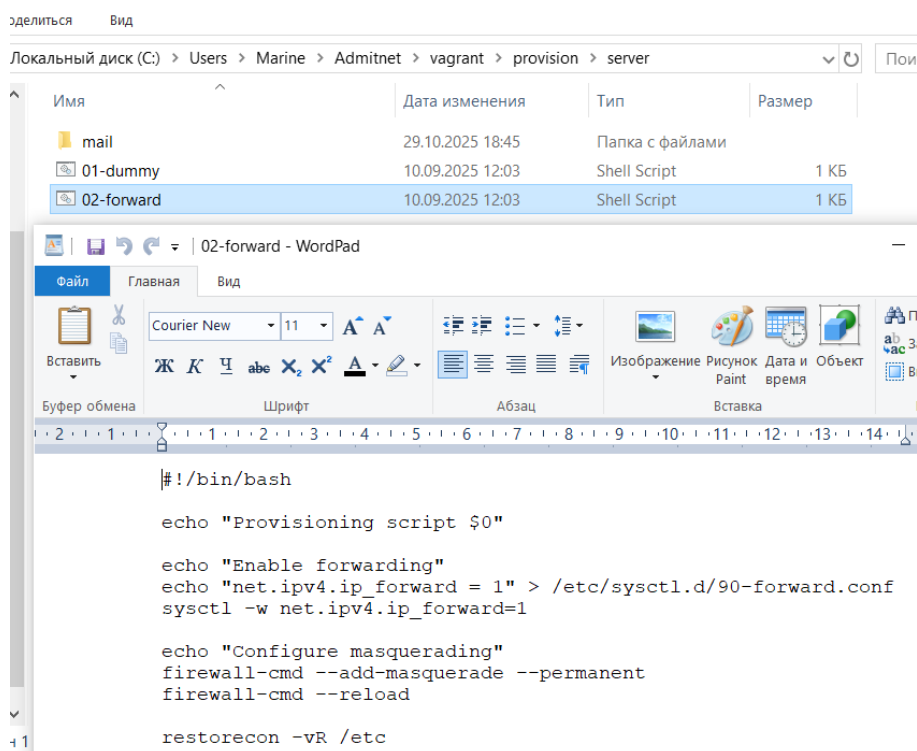 Вид
Локальный диск (C:) > Users > Marine > Admitnet > vagrant > provision > server
Имя Дата изменения Тип Размер
mail 29.10.2025 18:45 Папка с файлами
01-dummy 10.09.2025 12:03 Shell Script 1 КБ
02-forward 10.09.2025 12:03 Shell Script 1 КБ
02-forward - WordPad
Файл Главная Вид
Вставить
Courier New 11
Ж К Ч abc X₂ X² A
Изображение Рисунок Paint Дата и время Объект
Буфер обмена Шрифт Абзац Вставка
2 1 1 2 3 4 5 6 7 8 9 10 11 12 13 14
#!/bin/bash
echo "Provisioning script $0"
echo "Enable forwarding"
echo "net.ipv4.ip_forward = 1" > /etc/sysctl.d/90-forward.conf
sysctl -w net.ipv4.ip_forward=1
echo "Configure masquerading"
firewall-cmd --add-masquerade --permanent
firewall-cmd --reload
restorecon -vR /etc